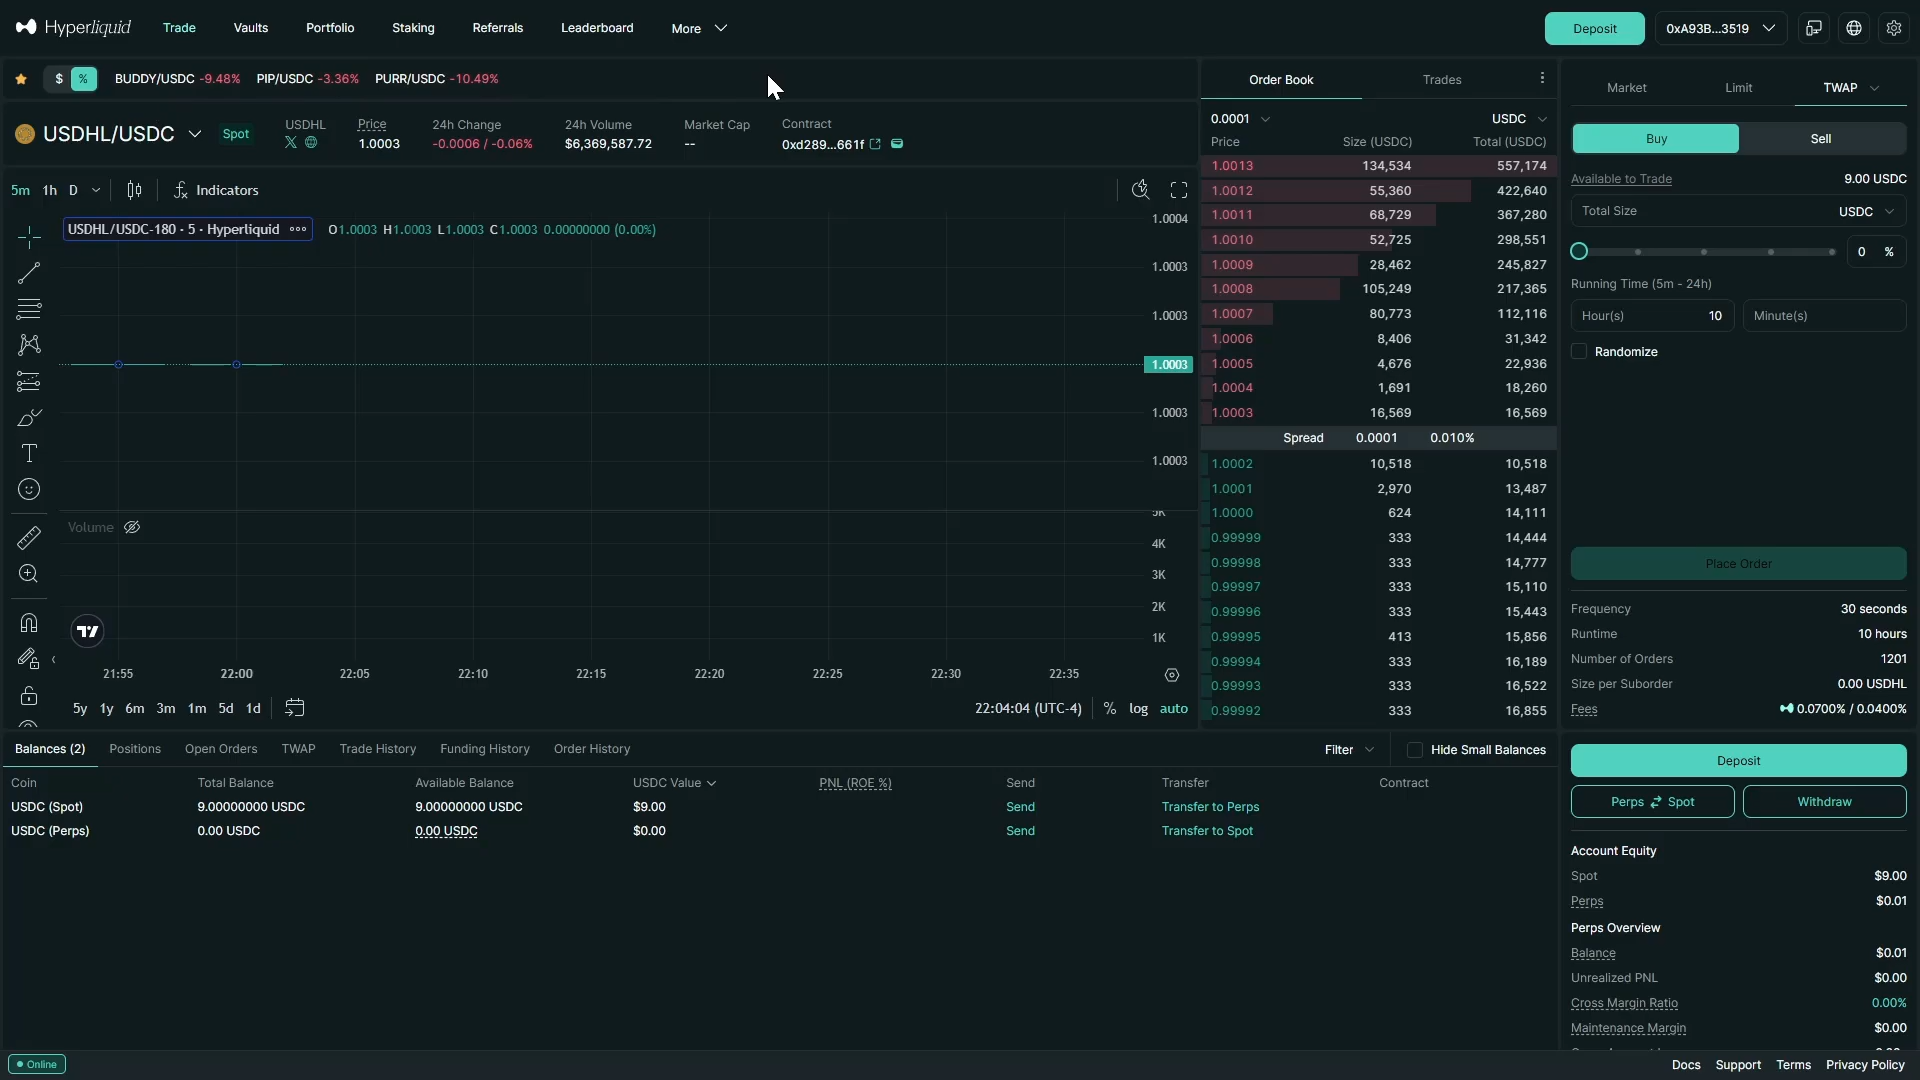 Hyperliquid Trade Vaults Portfolio Staking Referrals Leaderboard More Deposit 0xA93B...3519
$ % BUDDY/USDC -9.48% PIP/USDC -3.36% PURR/USDC -10.49%
USDHL/USDC Spot
USDHL
Price
1.0003
24h Change
-0.0006 / -0.06%
24h Volume
$6,369,587.72
Market Cap
--
Contract
0xd289...661f
5m 1h D Indicators
USDHL/USDC-180 · 5 · Hyperliquid O1.0003 H1.0003 L1.0003 C1.0003 0.00000000 (0.00%)
1.0004
1.0003
1.0003
1.0003
1.0003
1.0003
Volume
5K
4K
3K
2K
1K
21:55 22:00 22:05 22:10 22:15 22:20 22:25 22:30 22:35
5y 1y 6m 3m 1m 5d 1d 22:04:04 (UTC-4) % log auto
Order Book Trades
0.0001 USDC
Price Size (USDC) Total (USDC)
1.0013 134,534 557,174
1.0012 55,360 422,640
1.0011 68,729 367,280
1.0010 52,725 298,551
1.0009 28,462 245,827
1.0008 105,249 217,365
1.0007 80,773 112,116
1.0006 8,406 31,342
1.0005 4,676 22,936
1.0004 1,691 18,260
1.0003 16,569 16,569
Spread 0.0001 0.010%
1.0002 10,518 10,518
1.0001 2,970 13,487
1.0000 624 14,111
0.99999 333 14,444
0.99998 333 14,777
0.99997 333 15,110
0.99996 333 15,443
0.99995 413 15,856
0.99994 333 16,189
0.99993 333 16,522
0.99992 333 16,855
Market Limit TWAP
Buy Sell
Available to Trade 9.00 USDC
Total Size USDC
0 %
Running Time (5m - 24h)
Hour(s) 10 Minute(s)
Randomize
Place Order
Frequency 30 seconds
Runtime 10 hours
Number of Orders 1201
Size per Suborder 0.00 USDHL
Fees 0.0700% / 0.0400%
Balances (2) Positions Open Orders TWAP Trade History Funding History Order History Filter Hide Small Balances
Coin Total Balance Available Balance USDC Value PNL (ROE %) Send Transfer Contract
USDC (Spot) 9.00000000 USDC 9.00000000 USDC $9.00 Send Transfer to Perps
USDC (Perps) 0.00 USDC 0.00 USDC $0.00 Send Transfer to Spot
Deposit
Perps Spot Withdraw
Account Equity
Spot $9.00
Perps $0.01
Perps Overview
Balance $0.01
Unrealized PNL $0.00
Cross Margin Ratio 0.00%
Maintenance Margin $0.00
Online Docs Support Terms Privacy Policy